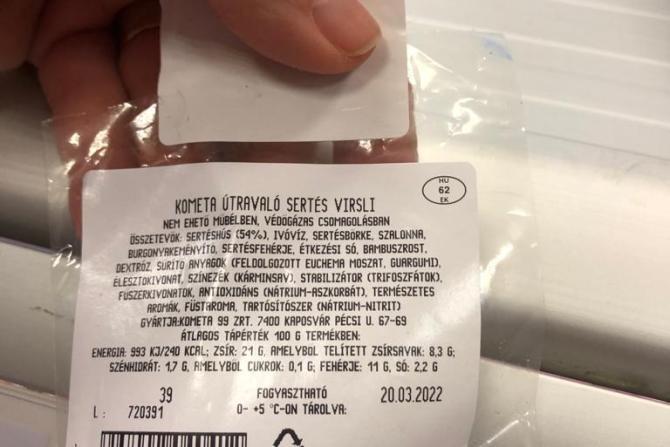 HU
62
EK
KOMETA ÚTRAVALÓ SERTÉS VIRSLI
NEM EHETŐ MŰBÉLBEN, VÉDŐGÁZAS CSOMAGOLÁSBAN
ÖSSZETEVŐK: SERTÉSHÚS (54%), IVÓVÍZ, SERTÉSBŐRKE, SZALONNA,
BURGONYAKEMÉNYÍTŐ, SERTÉSFEHÉRJE, ÉTKEZÉSI SÓ, BAMBUSZROST,
DEXTRÓZ, SŰRÍTŐ ANYAGOK (FELDOLGOZOTT EUCHEMA MOSZAT, GUARGUMI),
ÉLESZTŐKIVONAT, SZÍNEZÉK (KÁRMINSAV), STABILIZÁTOR (TRIFOSZFÁTOK),
FŰSZERKIVONATOK, ANTIOXIDÁNS (NÁTRIUM-ASZKORBÁT), TERMÉSZETES
AROMÁK, FÜSTAROMA, TARTÓSÍTÓSZER (NÁTRIUM-NITRIT)
GYÁRTJA:KOMETA 99 ZRT. 7400 KAPOSVÁR PÉCSI U. 67-69
ÁTLAGOS TÁPÉRTÉK 100 G TERMÉKBEN:
ENERGIA: 993 KJ/240 KCAL; ZSÍR: 21 G, AMELYBŐL TELÍTETT ZSÍRSAVAK: 8,3 G;
SZÉNHIDRÁT: 1,7 G, AMELYBŐL CUKROK: 0,1 G; FEHÉRJE: 11 G, SÓ: 2,2 G
39 FOGYASZTHATÓ 20.03.2022
L: 720391 0- +5 °C-ON TÁROLVA: